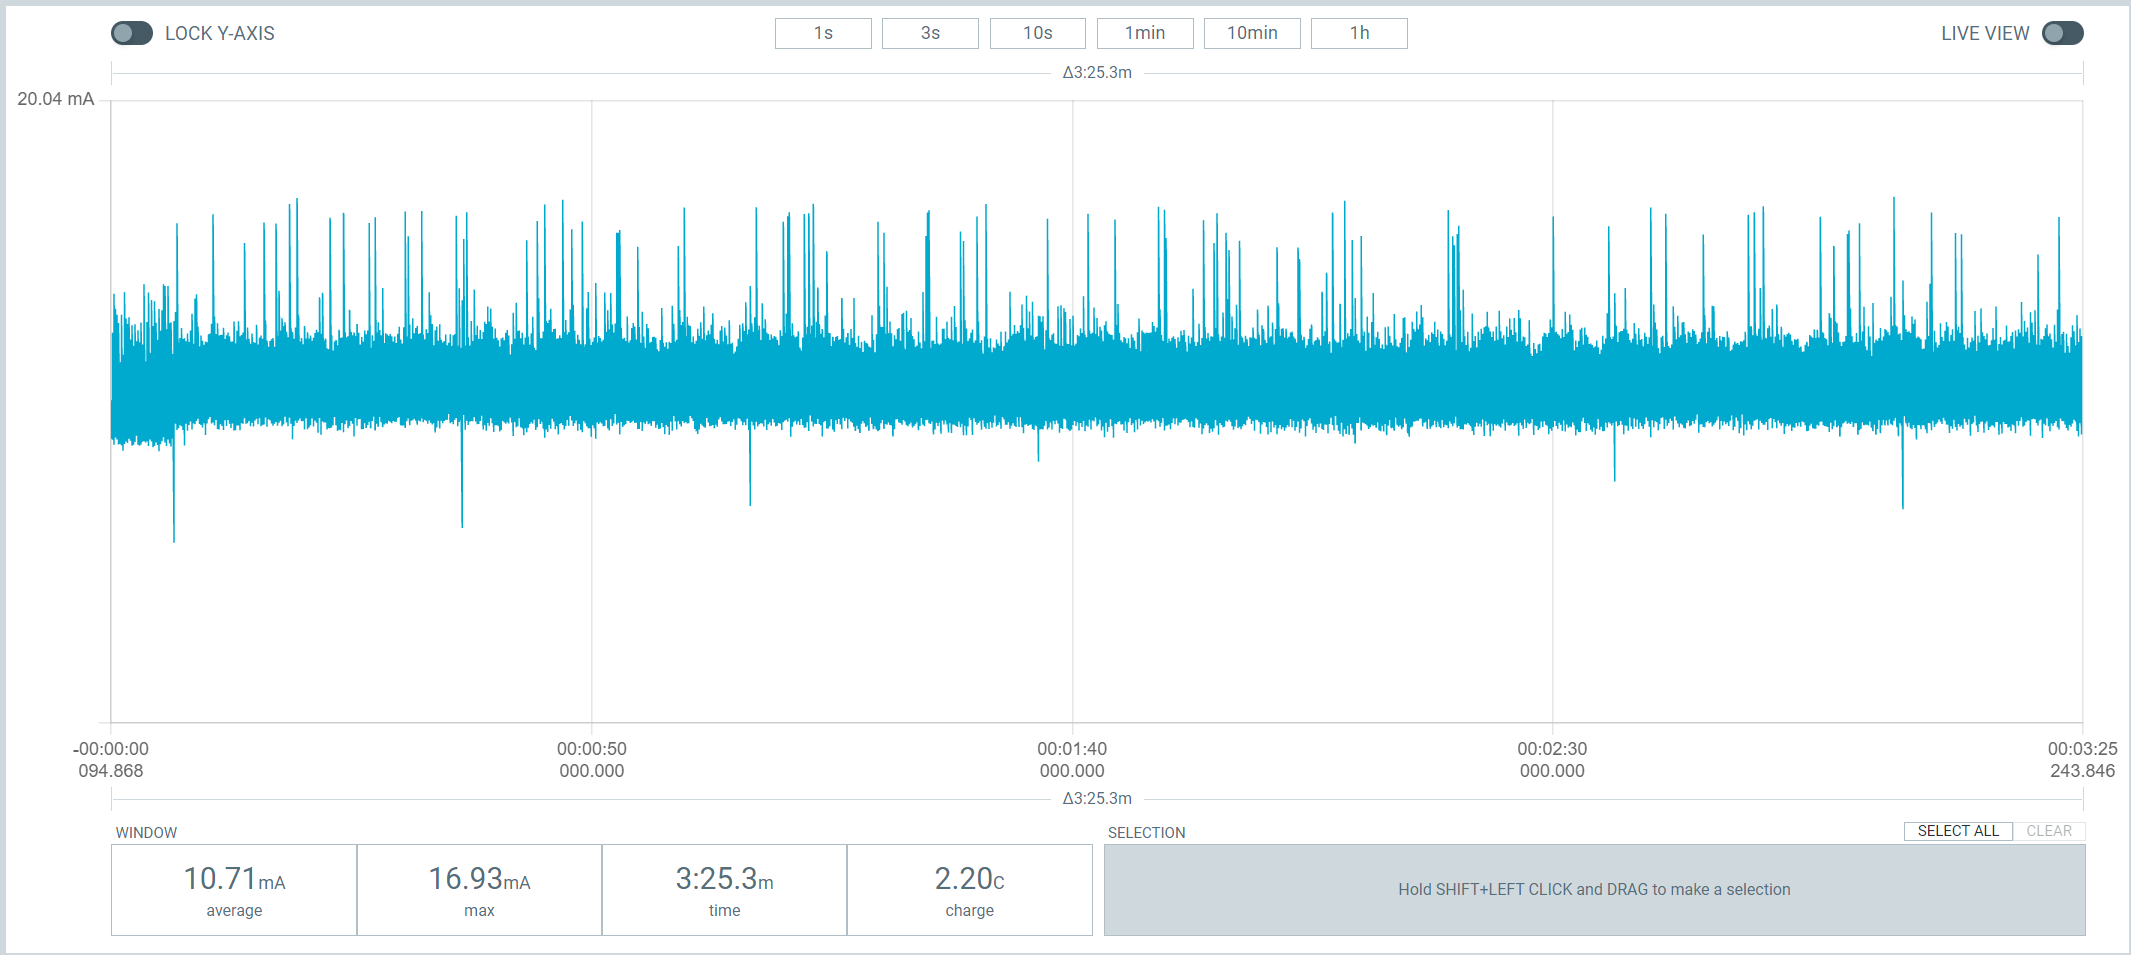 LOCK Y-AXIS
1s
3s
10s
1min
10min
1h
LIVE VIEW
Δ3:25.3m
20.04 mA
-00:00:00
094.868
00:00:50
000.000
00:01:40
000.000
00:02:30
000.000
00:03:25
243.846
Δ3:25.3m
WINDOW
10.71mA
average
16.93mA
max
3:25.3m
time
2.20C
charge
SELECTION
SELECT ALL
CLEAR
Hold SHIFT+LEFT CLICK and DRAG to make a selection